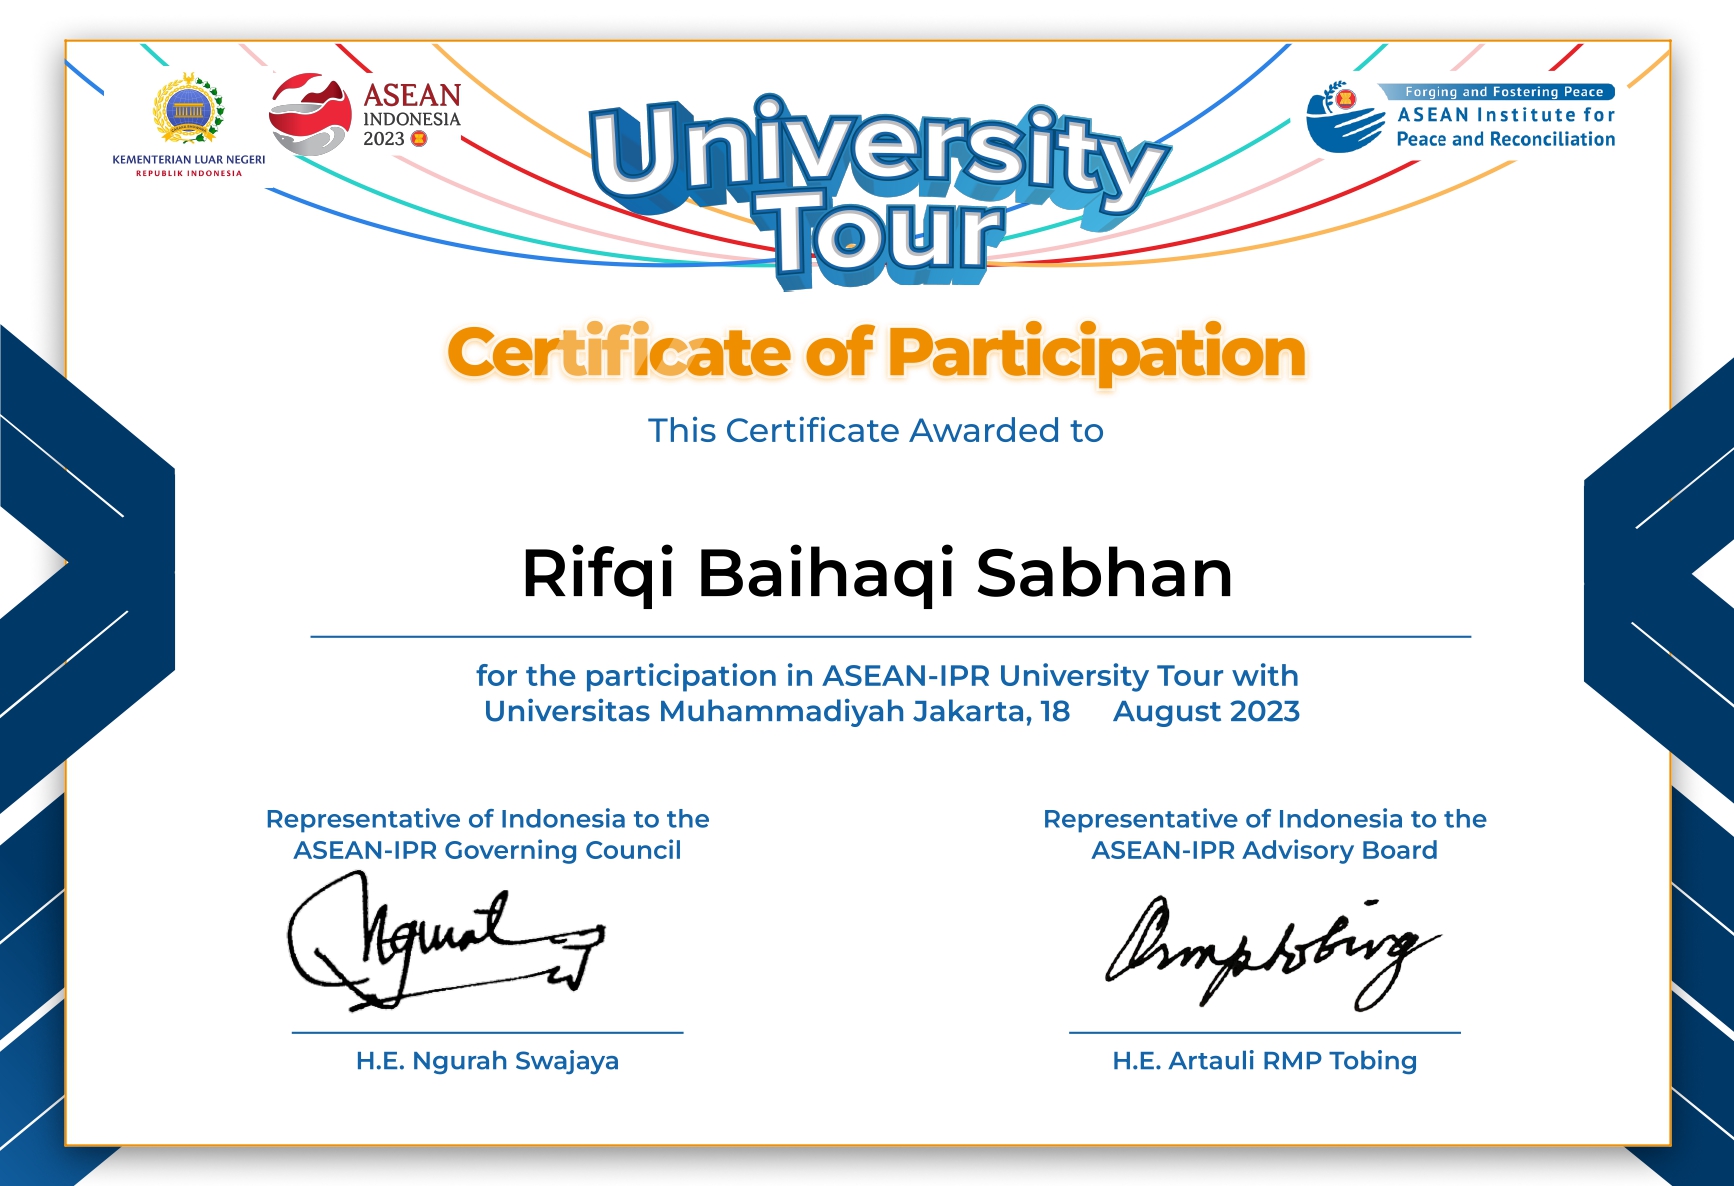 KEMENTERIAN LUAR NEGERI
REPUBLIK INDONESIA
ASEAN
INDONESIA
2023
University
Tour
Forging and Fostering Peace
ASEAN Institute for
Peace and Reconciliation
Certificate of Participation
This Certificate Awarded to
Rifqi Baihaqi Sabhan
for the participation in ASEAN-IPR University Tour with
Universitas Muhammadiyah Jakarta, 18 August 2023
Representative of Indonesia to the
ASEAN-IPR Governing Council
H.E. Ngurah Swajaya
Representative of Indonesia to the
ASEAN-IPR Advisory Board
H.E. Artauli RMP Tobing